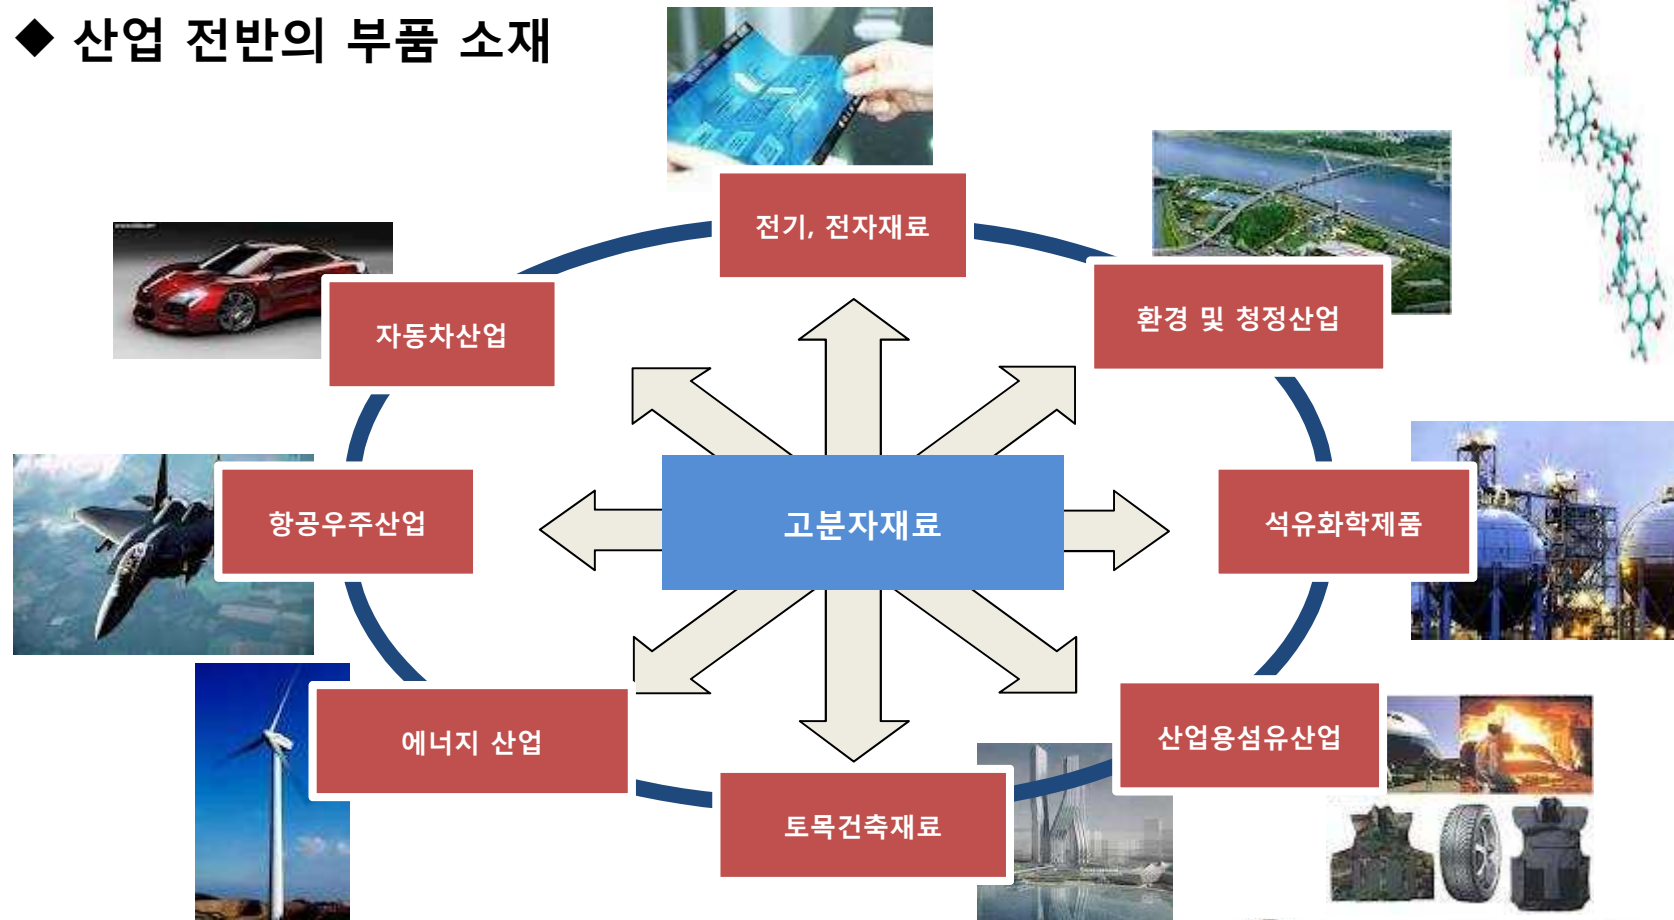 ◆ 산업 전반의 부품 소재
전기, 전자재료
환경 및 청정산업
자동차산업
항공우주산업
고분자재료
석유화학제품
에너지 산업
산업용섬유산업
토목건축재료